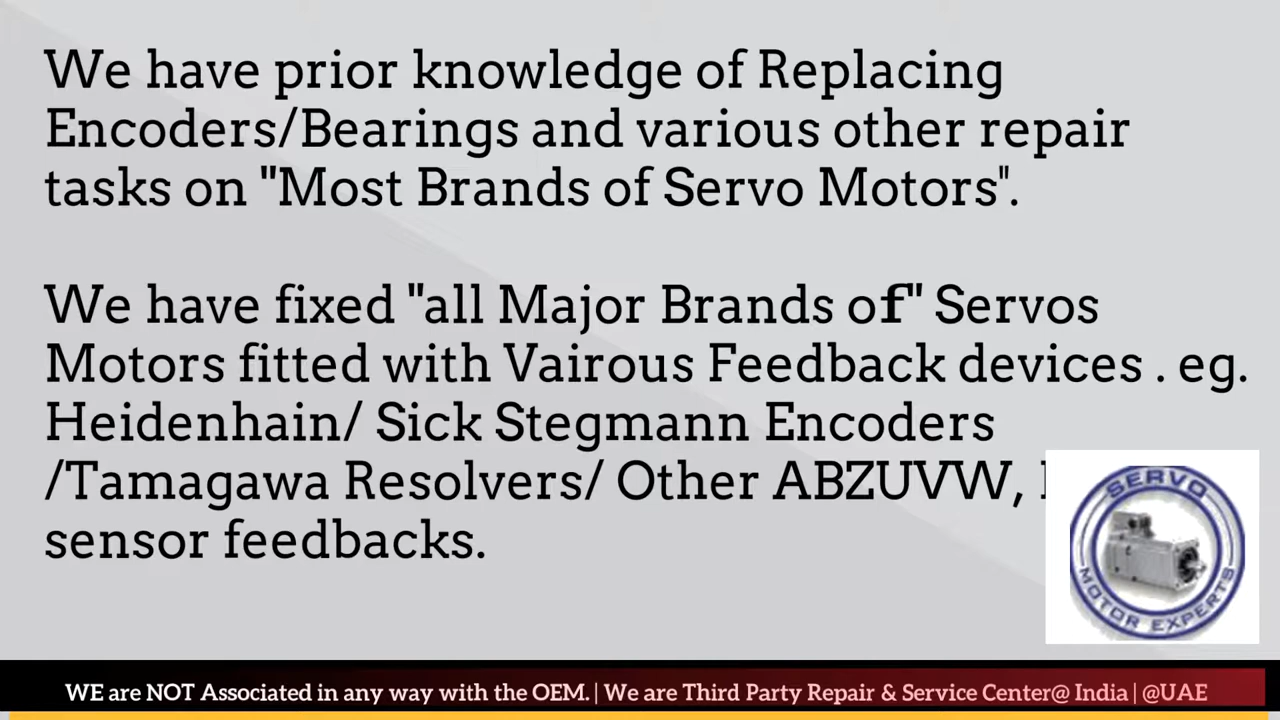 We have prior knowledge of Replacing
Encoders/Bearings and various other repair
tasks on "Most Brands of Servo Motors".
We have fixed "all Major Brands of" Servos
Motors fitted with Vairous Feedback devices . eg.
Heidenhain/ Sick Stegmann Encoders
/Tamagawa Resolvers/ Other ABZUVW,
sensor feedbacks.
SERVO
MOTOR EXPERTS
WE are NOT Associated in any way with the OEM. | We are Third Party Repair & Service Center@ India | @UAE